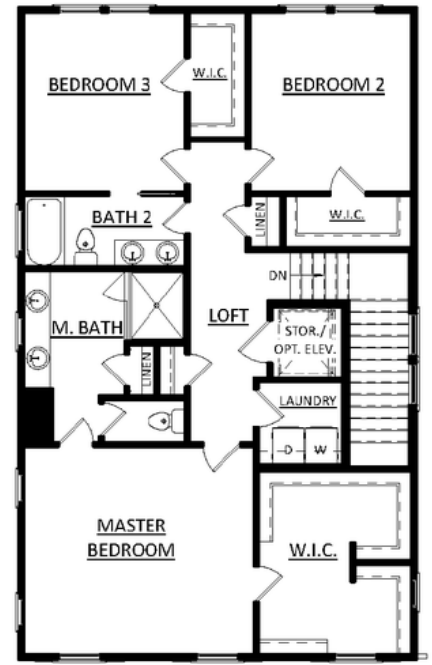 BEDROOM 3
W.I.C.
BEDROOM 2
BATH 2
LINEN
W.I.C.
DN
M. BATH
LOFT
STOR./
OPT. ELEV.
LINEN
LAUNDRY
D W
MASTER
BEDROOM
W.I.C.